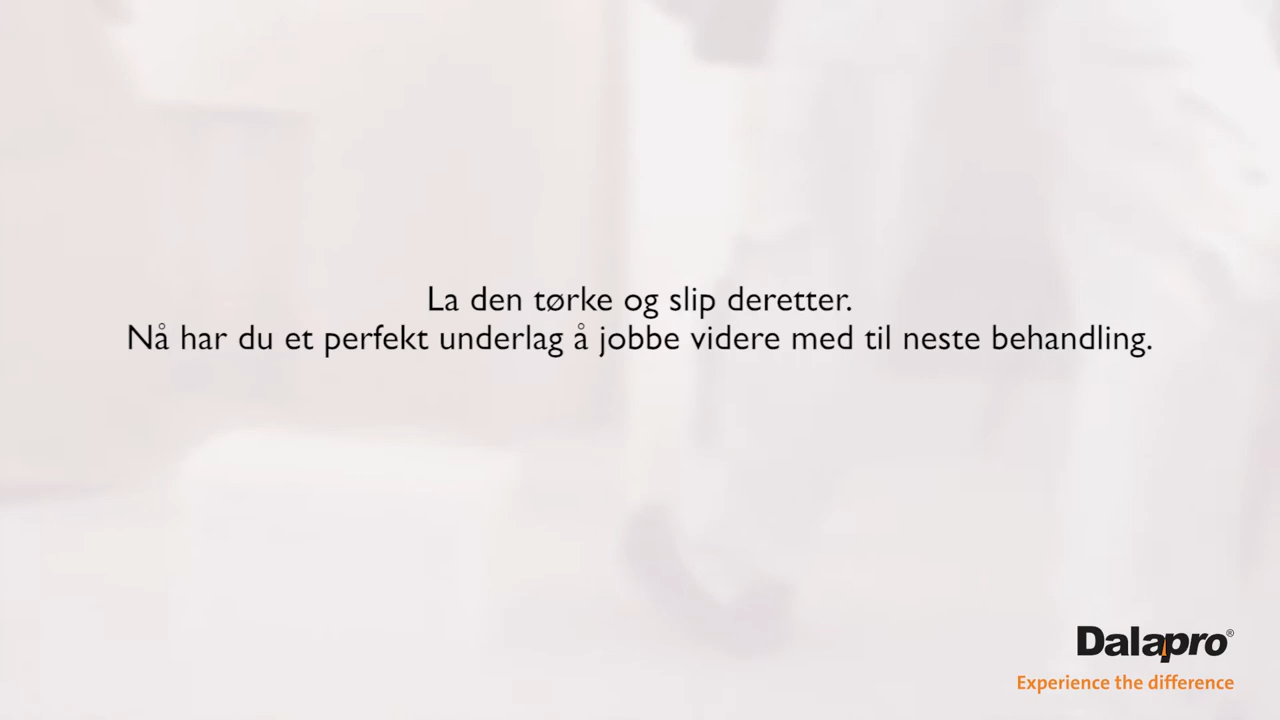 La den tørke og slip deretter.
Nå har du et perfekt underlag å jobbe videre med til neste behandling.
Dalapro®
Experience the difference